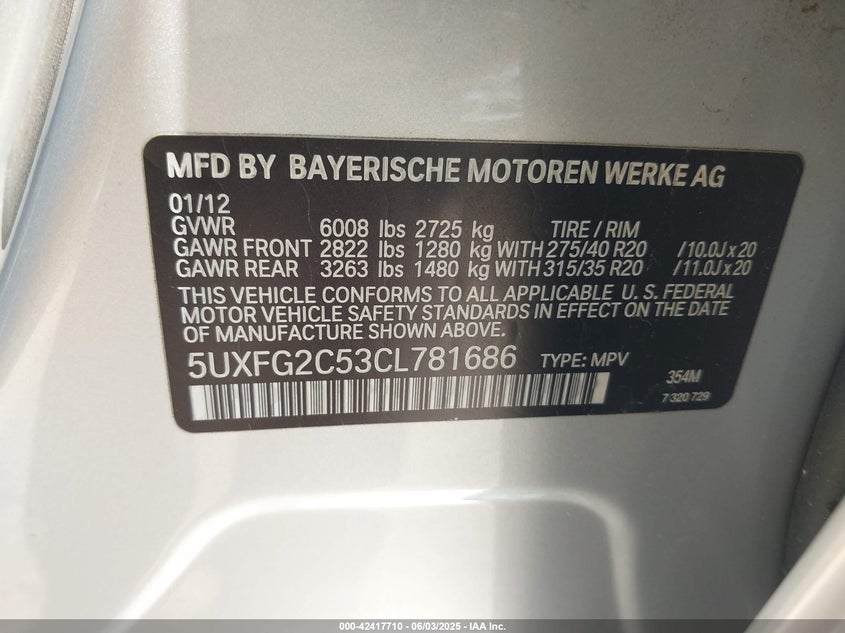 MFD BY BAYERISCHE MOTOREN WERKE AG
01/12
GVWR 6008 lbs 2725 kg TIRE / RIM
GAWR FRONT 2822 lbs 1280 kg WITH 275/40 R20 /10.0J x 20
GAWR REAR 3263 lbs 1480 kg WITH 315/35 R20 /11.0J x 20
THIS VEHICLE CONFORMS TO ALL APPLICABLE U. S. FEDERAL
MOTOR VEHICLE SAFETY STANDARDS IN EFFECT ON THE DATE
OF MANUFACTURE SHOWN ABOVE.
5UXFG2C53CL781686 TYPE: MPV
354M
7 320 729
000-42417710 - 06/03/2025 - IAA Inc.